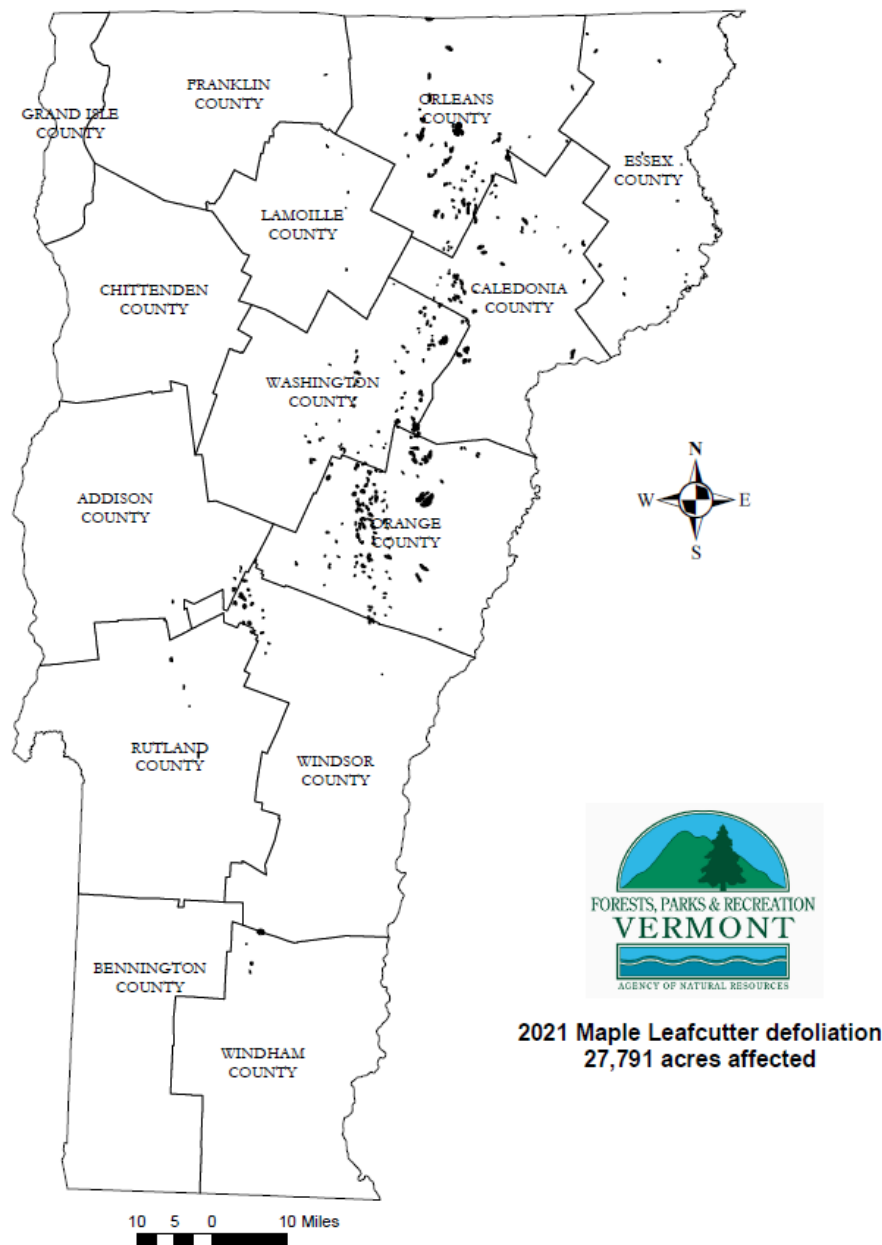 FRANKLIN
COUNTY
ORLEANS
COUNTY
GRAND ISLE
COUNTY
ESSEX
COUNTY
LAMOILLE
COUNTY
CHITTENDEN
COUNTY
CALEDONIA
COUNTY
WASHINGTON
COUNTY
ADDISON
COUNTY
ORANGE
COUNTY
N
W
E
S
RUTLAND
COUNTY
WINDSOR
COUNTY
BENNINGTON
COUNTY
WINDHAM
COUNTY
FORESTS, PARKS & RECREATION
VERMONT
AGENCY OF NATURAL RESOURCES
2021 Maple Leafcutter defoliation
27,791 acres affected
10 5 0 10 Miles